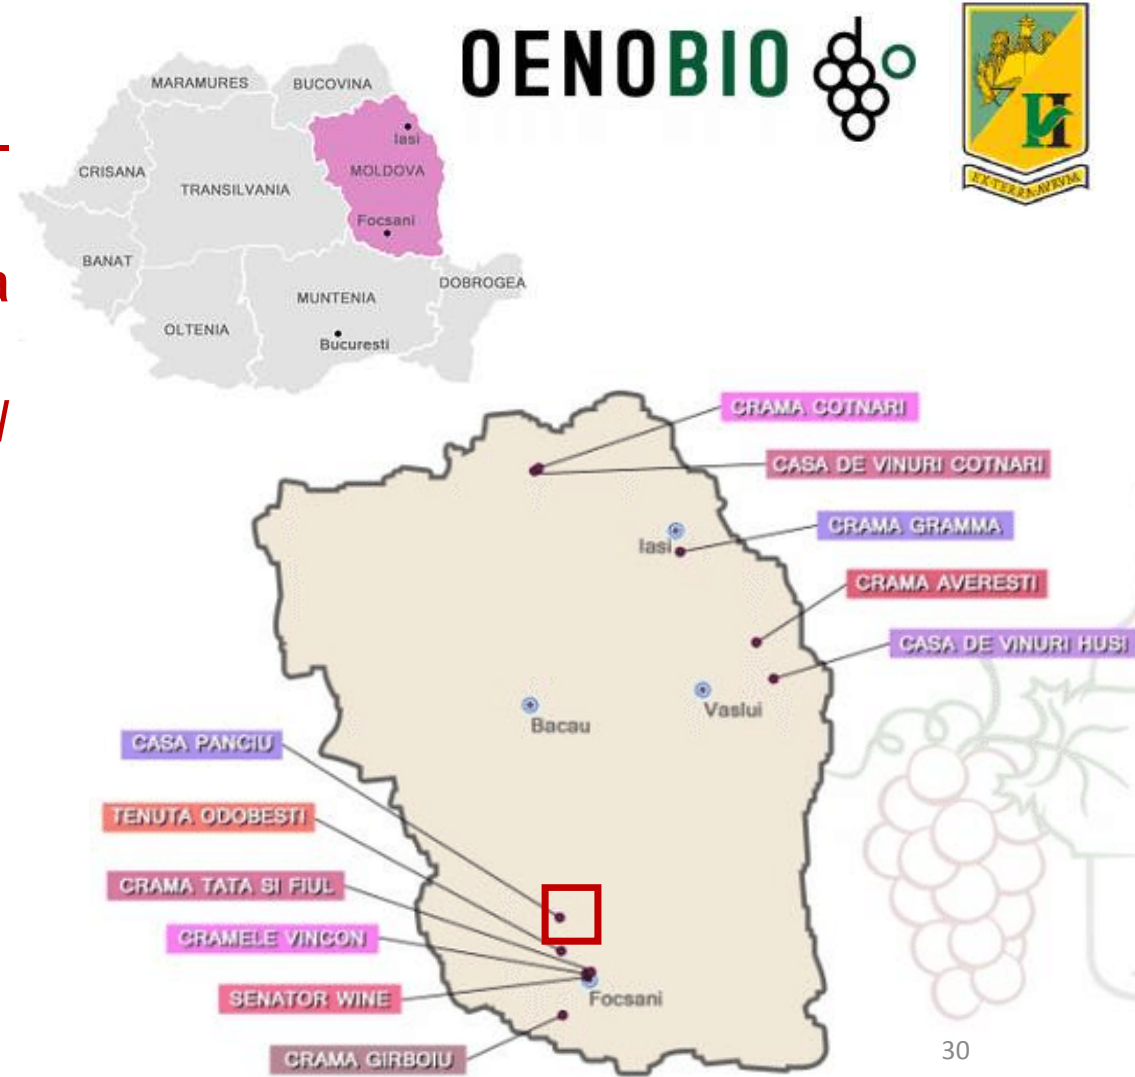 OENOBIO
MARAMURES
BUCOVINA
Iasi
CRISANA
MOLDOVA
TRANSILVANIA
EX·TERRA·AVRVM
Focsani
BANAT
a
DOBROGEA
MUNTENIA
OLTENIA
Bucuresti
/
CRAMA COTNARI
CASA DE VINURI COTNARI
CRAMA GRAMMA
Iasi
CRAMA AVERESTI
CASA DE VINURI HUSI
Vaslui
Bacau
CASA PANCIU
TENUTA ODOBESTI
CRAMA TATA SI FIUL
CRAMELE VINCON
SENATOR WINE
Focsani
CRAMA GIRBOIU
30